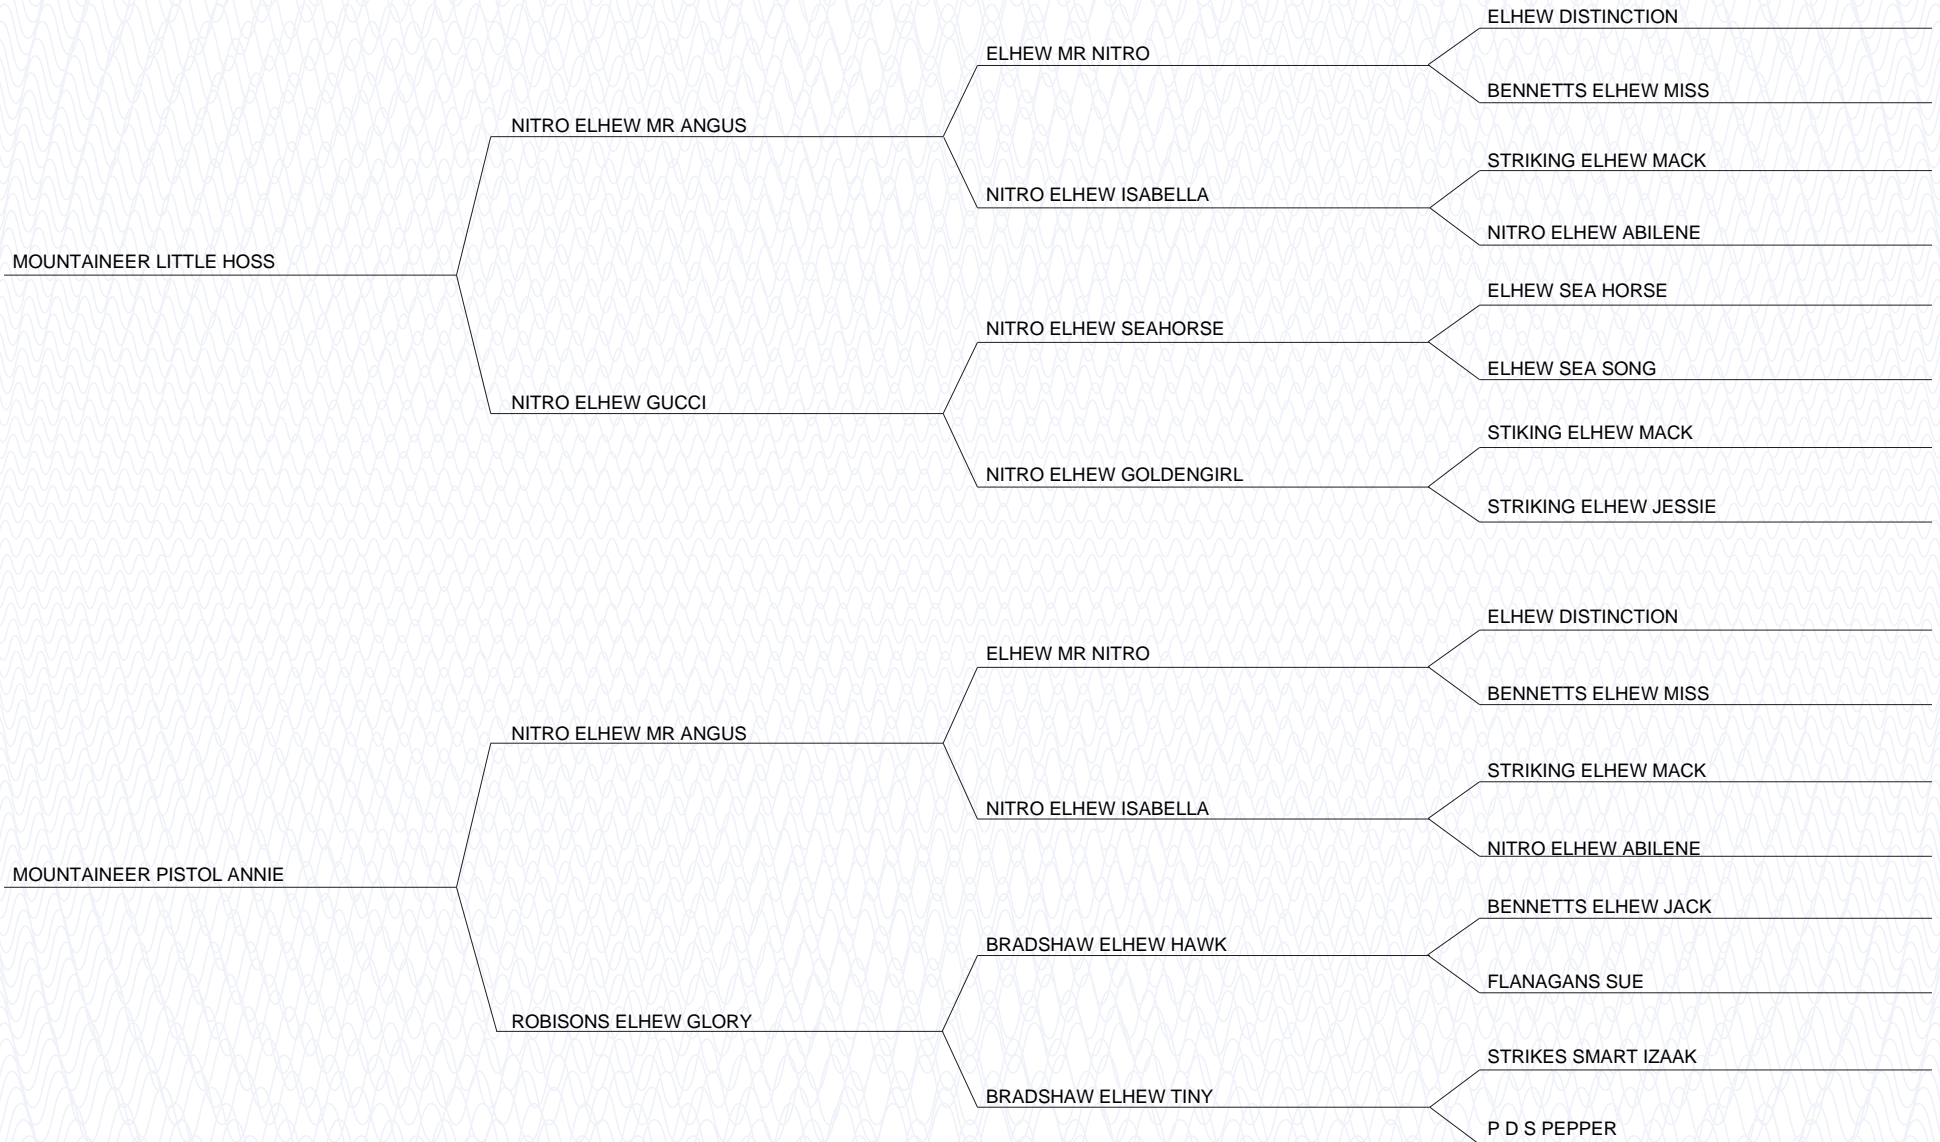 ELHEW DISTINCTION
ELHEW MR NITRO
BENNETTS ELHEW MISS
NITRO ELHEW MR ANGUS
STRIKING ELHEW MACK
NITRO ELHEW ISABELLA
NITRO ELHEW ABILENE
MOUNTAINEER LITTLE HOSS
ELHEW SEA HORSE
NITRO ELHEW SEAHORSE
ELHEW SEA SONG
NITRO ELHEW GUCCI
STIKING ELHEW MACK
NITRO ELHEW GOLDENGIRL
STRIKING ELHEW JESSIE
ELHEW DISTINCTION
ELHEW MR NITRO
BENNETTS ELHEW MISS
NITRO ELHEW MR ANGUS
STRIKING ELHEW MACK
NITRO ELHEW ISABELLA
NITRO ELHEW ABILENE
MOUNTAINEER PISTOL ANNIE
BENNETTS ELHEW JACK
BRADSHAW ELHEW HAWK
FLANAGANS SUE
ROBISONS ELHEW GLORY
STRIKES SMART IZAAK
BRADSHAW ELHEW TINY
P D S PEPPER